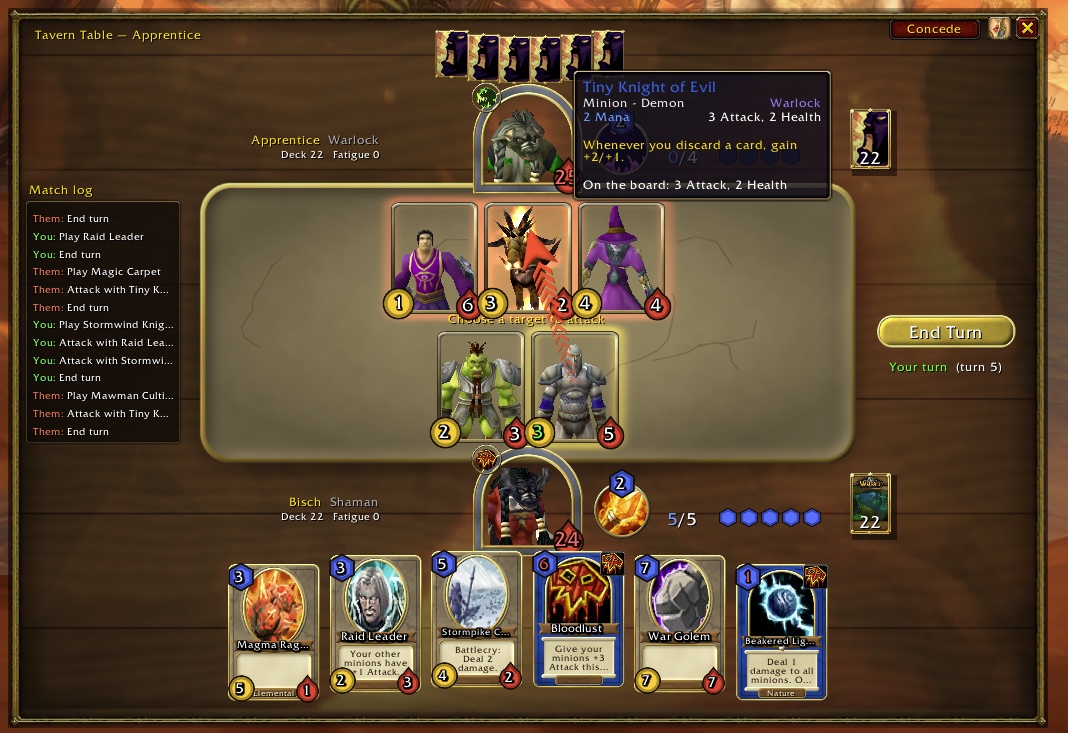 Tavern Table — Apprentice
Concede
Tiny Knight of Evil
Minion - Demon Warlock
2 Mana 3 Attack, 2 Health
Whenever you discard a card, gain
+2/+1.
On the board: 3 Attack, 2 Health
Apprentice Warlock
Deck 22 Fatigue 0
25
2
0/4
22
Match log
Them: End turn
You: Play Raid Leader
You: End turn
Them: Play Magic Carpet
Them: Attack with Tiny K...
Them: End turn
You: Play Stormwind Knig...
You: Attack with Raid Lea...
You: Attack with Stormwi...
You: End turn
Them: Play Mawman Culti...
Them: Attack with Tiny K...
Them: End turn
1 6 3 2 4 4
Choose a target to attack
2 3 3 5
End Turn
Your turn (turn 5)
Bisch Shaman
Deck 22 Fatigue 0
24
2
5/5
22
3
Magma Rag...
Elemental
5 1
3
Raid Leader
Your other
minions have
+1 Attack.
2 3
5
Stormpike C...
Battlecry:
Deal 2
damage.
4 2
6
Bloodlust
Give your
minions +3
Attack this...
7
War Golem
7 7
1
Beakered Lig...
Deal 1
damage to all
minions. O...
Nature